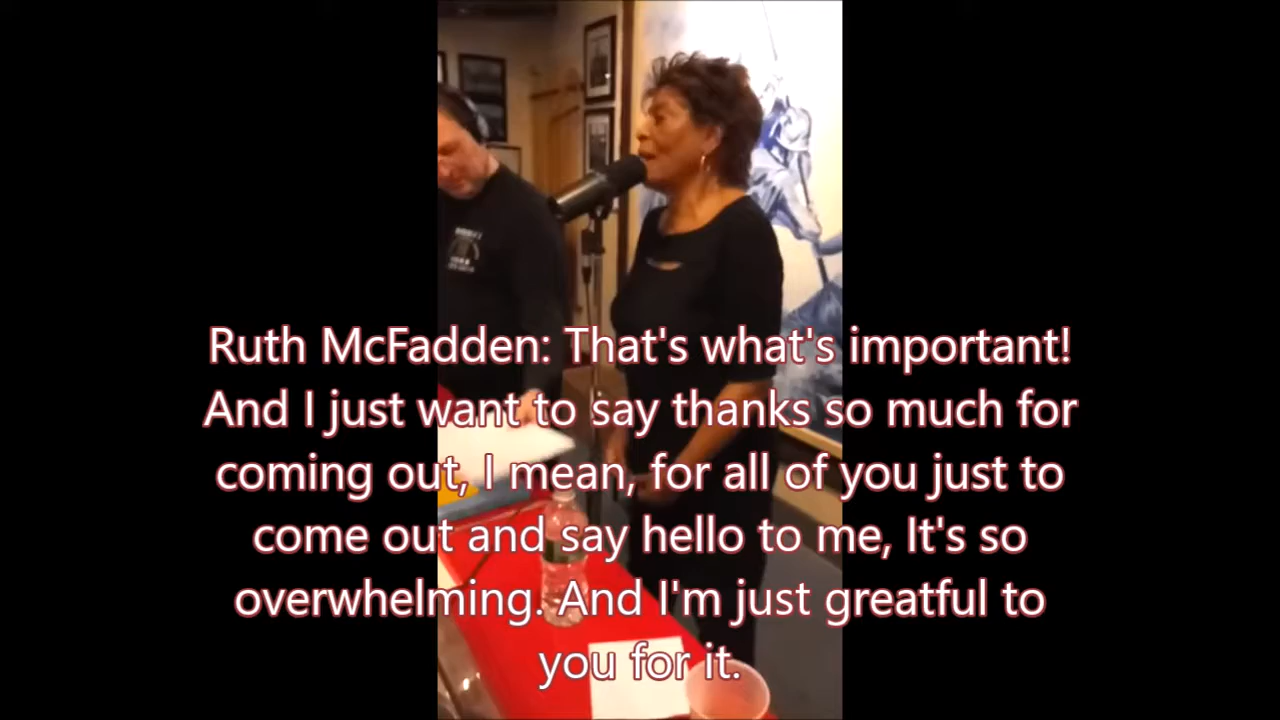 Ruth McFadden: That's what's important!
And I just want to say thanks so much for
coming out, I mean, for all of you just to
come out and say hello to me, It's so
overwhelming. And I'm just greatful to
you for it.